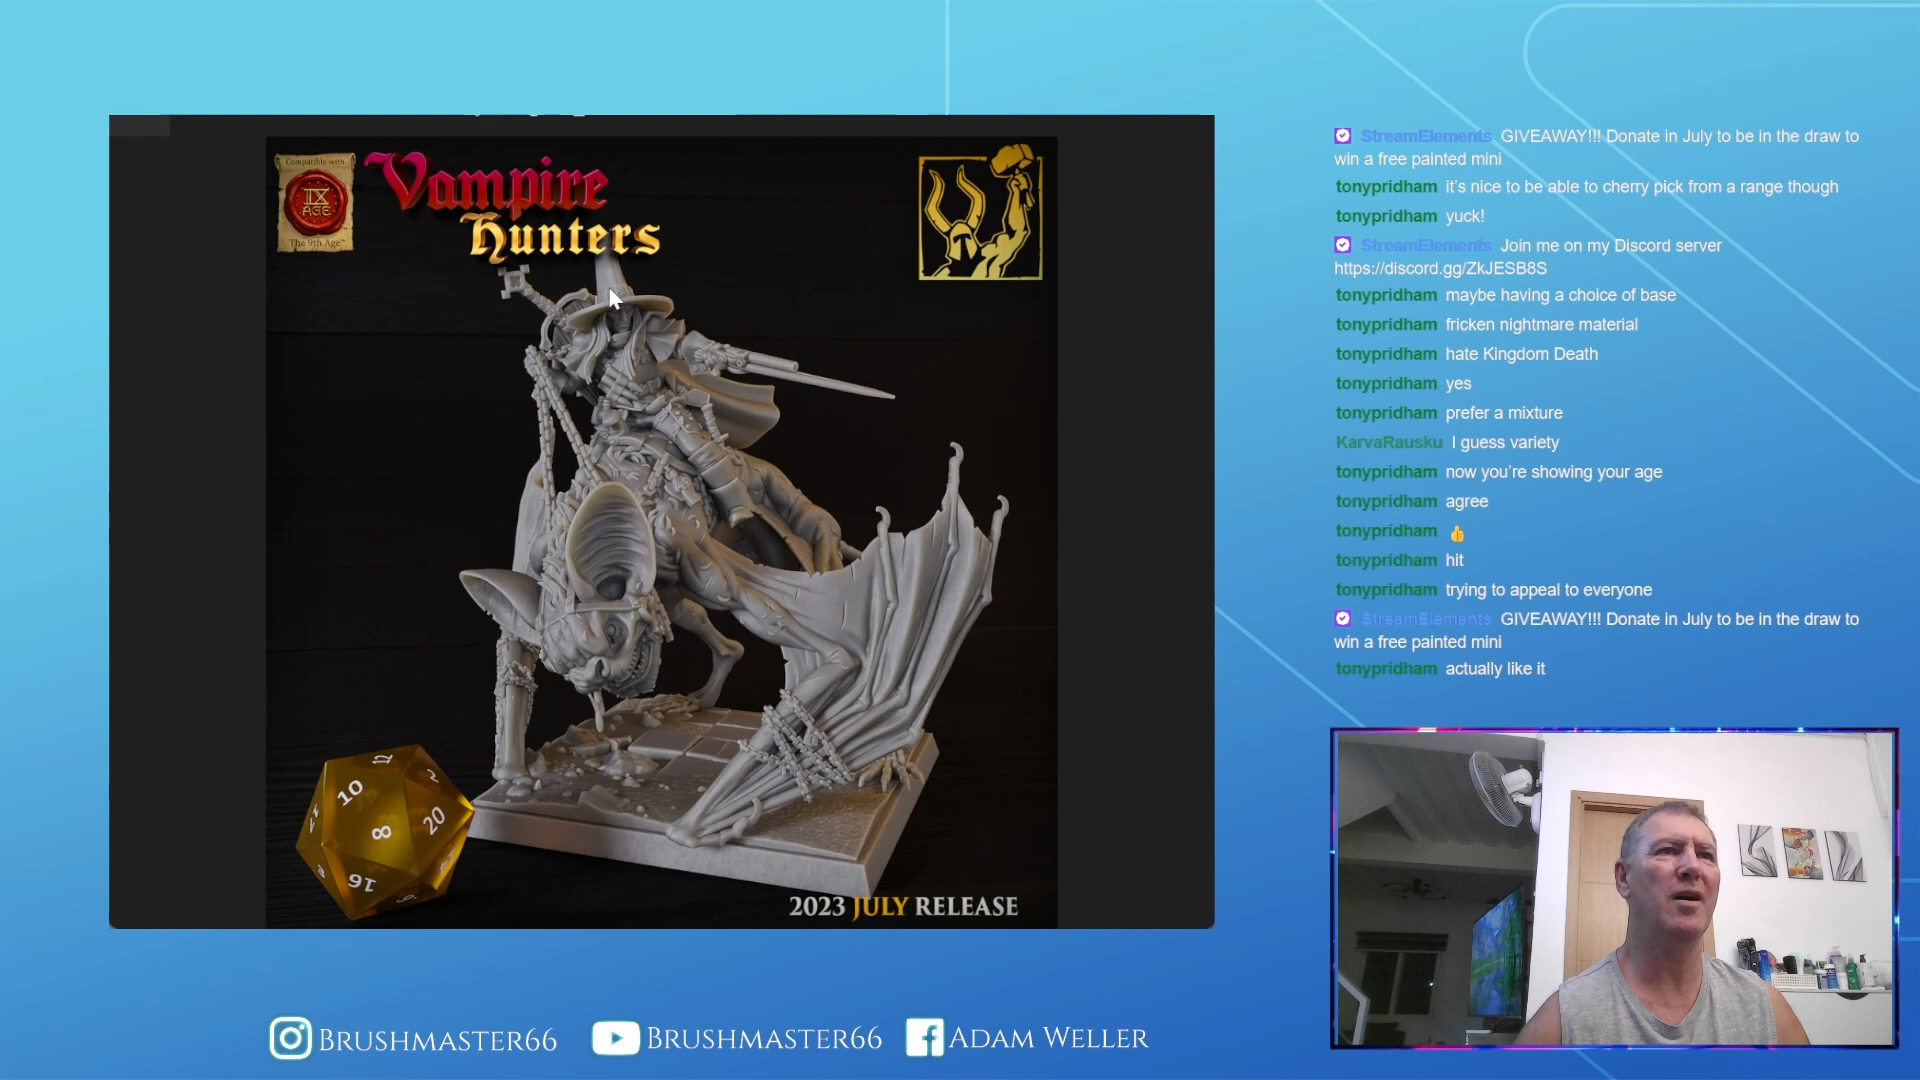 Compatible with
IX
AGE
The 9th Age
Vampire
Hunters
10
8
20
16
2023 JULY RELEASE
StreamElements GIVEAWAY!!! Donate in July to be in the draw to
win a free painted mini
tonypridham it's nice to be able to cherry pick from a range though
tonypridham yuck!
StreamElements Join me on my Discord server
https://discord.gg/ZkJESB8S
tonypridham maybe having a choice of base
tonypridham fricken nightmare material
tonypridham hate Kingdom Death
tonypridham yes
tonypridham prefer a mixture
KarvaRausku I guess variety
tonypridham now you're showing your age
tonypridham agree
tonypridham 👍
tonypridham hit
tonypridham trying to appeal to everyone
StreamElements GIVEAWAY!!! Donate in July to be in the draw to
win a free painted mini
tonypridham actually like it
BRUSHMASTER66 BRUSHMASTER66 ADAM WELLER